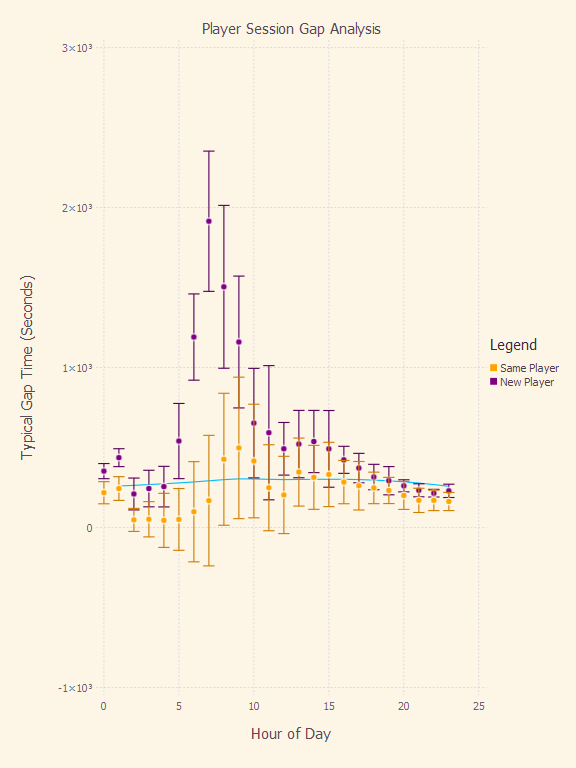 Player Session Gap Analysis
3×10³
2×10³
1×10³
0
-1×10³
Typical Gap Time (Seconds)
0 5 10 15 20 25
Hour of Day
Legend
Same Player
New Player